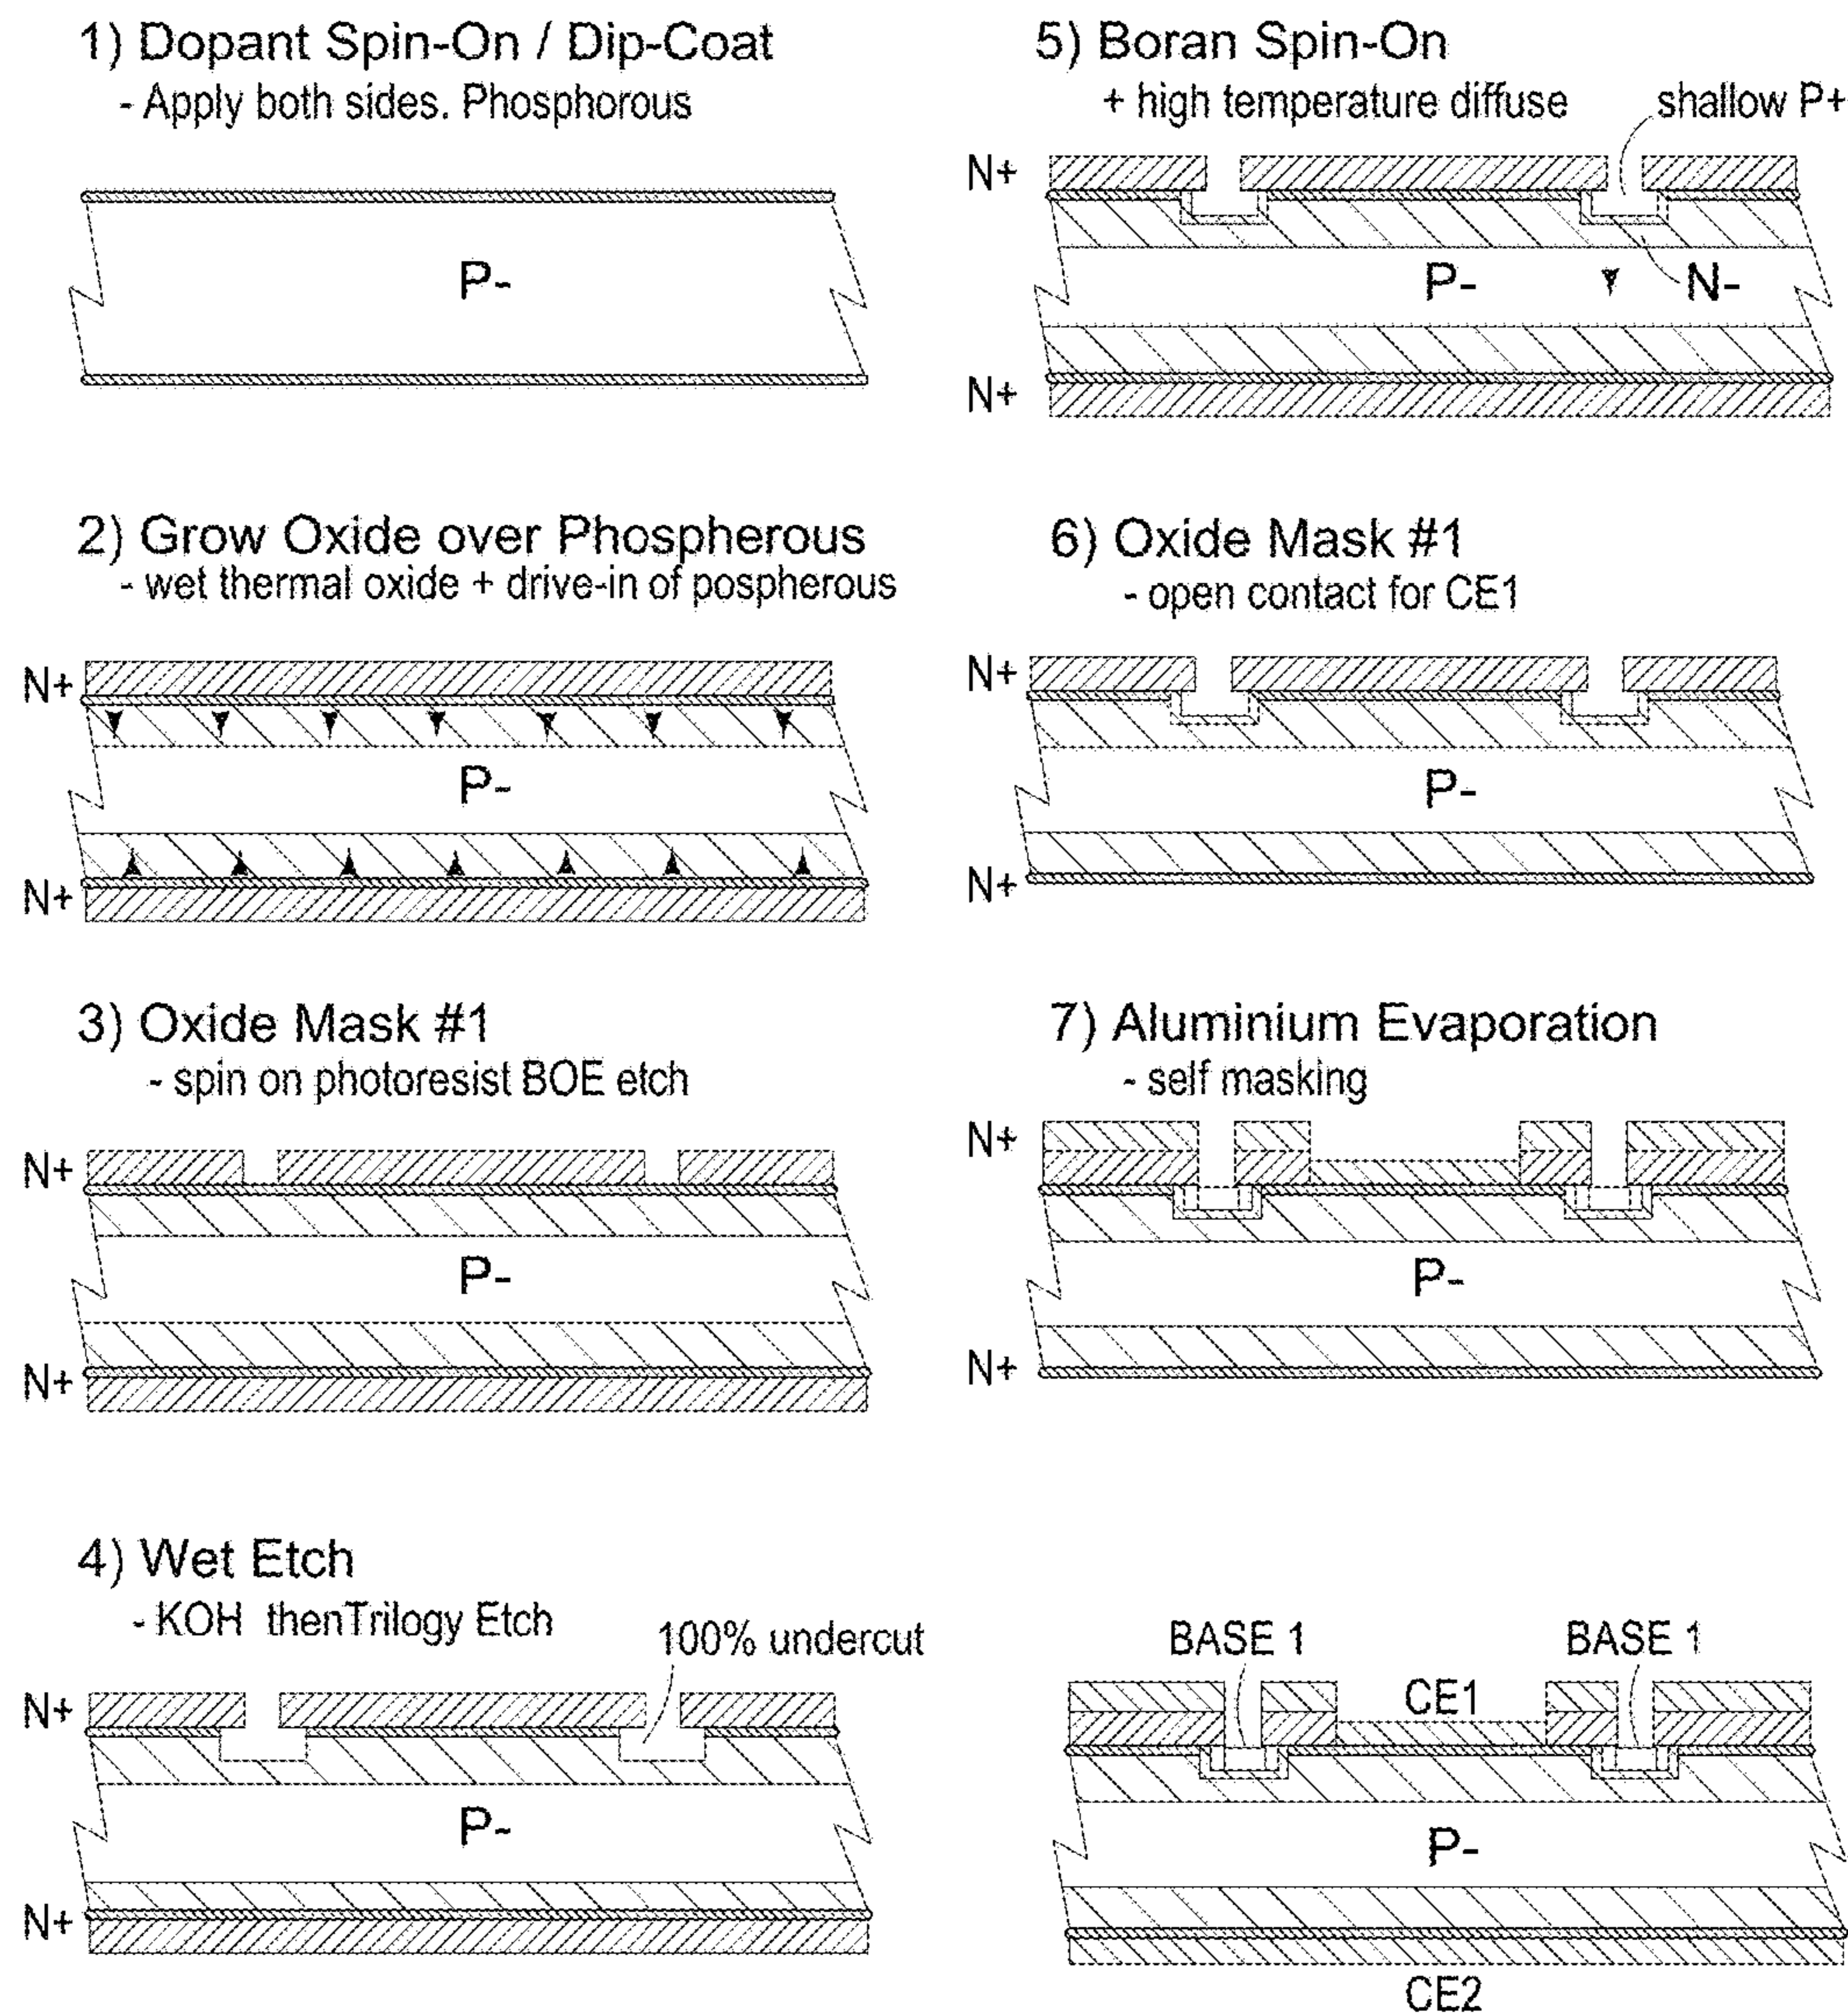 1) Dopant Spin-On / Dip-Coat
- Apply both sides. Phosphorous
P-
2) Grow Oxide over Phospherous
- wet thermal oxide + drive-in of pospherous
N+
P-
N+
3) Oxide Mask #1
- spin on photoresist BOE etch
N+
P-
N+
4) Wet Etch
- KOH thenTrilogy Etch
100% undercut
N+
P-
N+
5) Boran Spin-On
+ high temperature diffuse
shallow P+
N+
P-
N-
N+
6) Oxide Mask #1
- open contact for CE1
N+
P-
N+
7) Aluminium Evaporation
- self masking
N+
P-
N+
BASE 1 BASE 1
CE1
P-
CE2